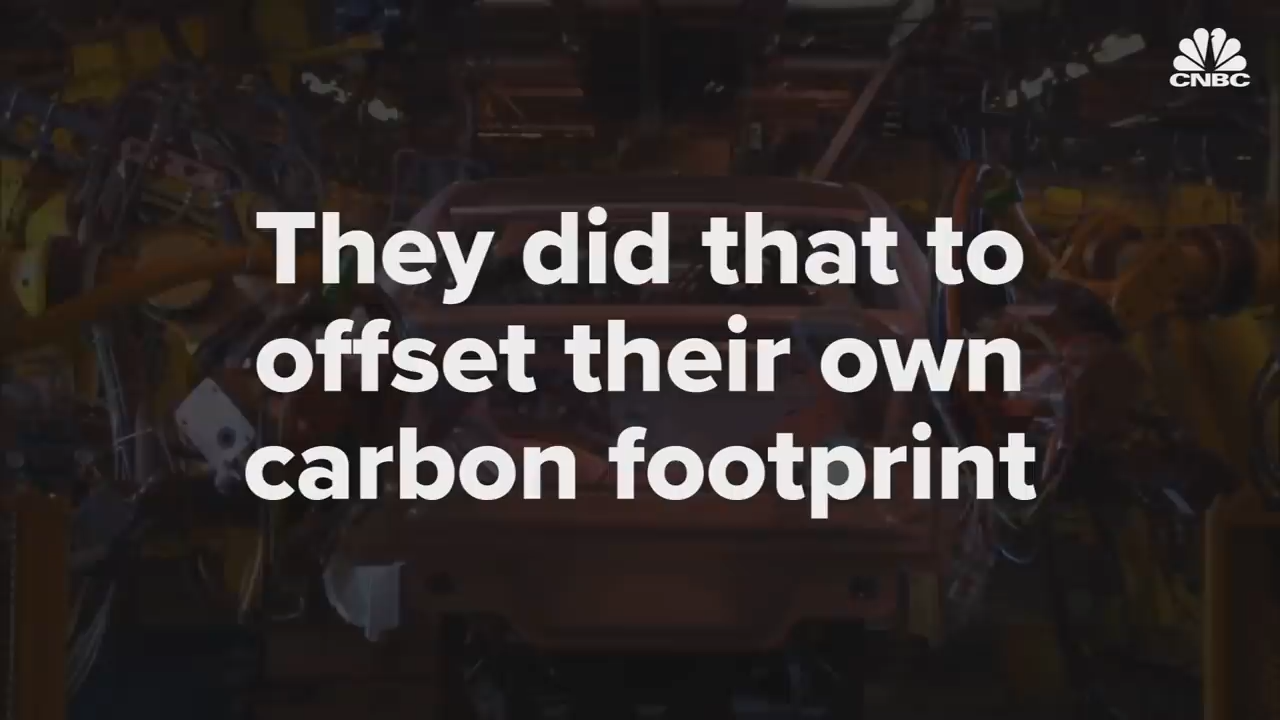 CNBC
They did that to
offset their own
carbon footprint